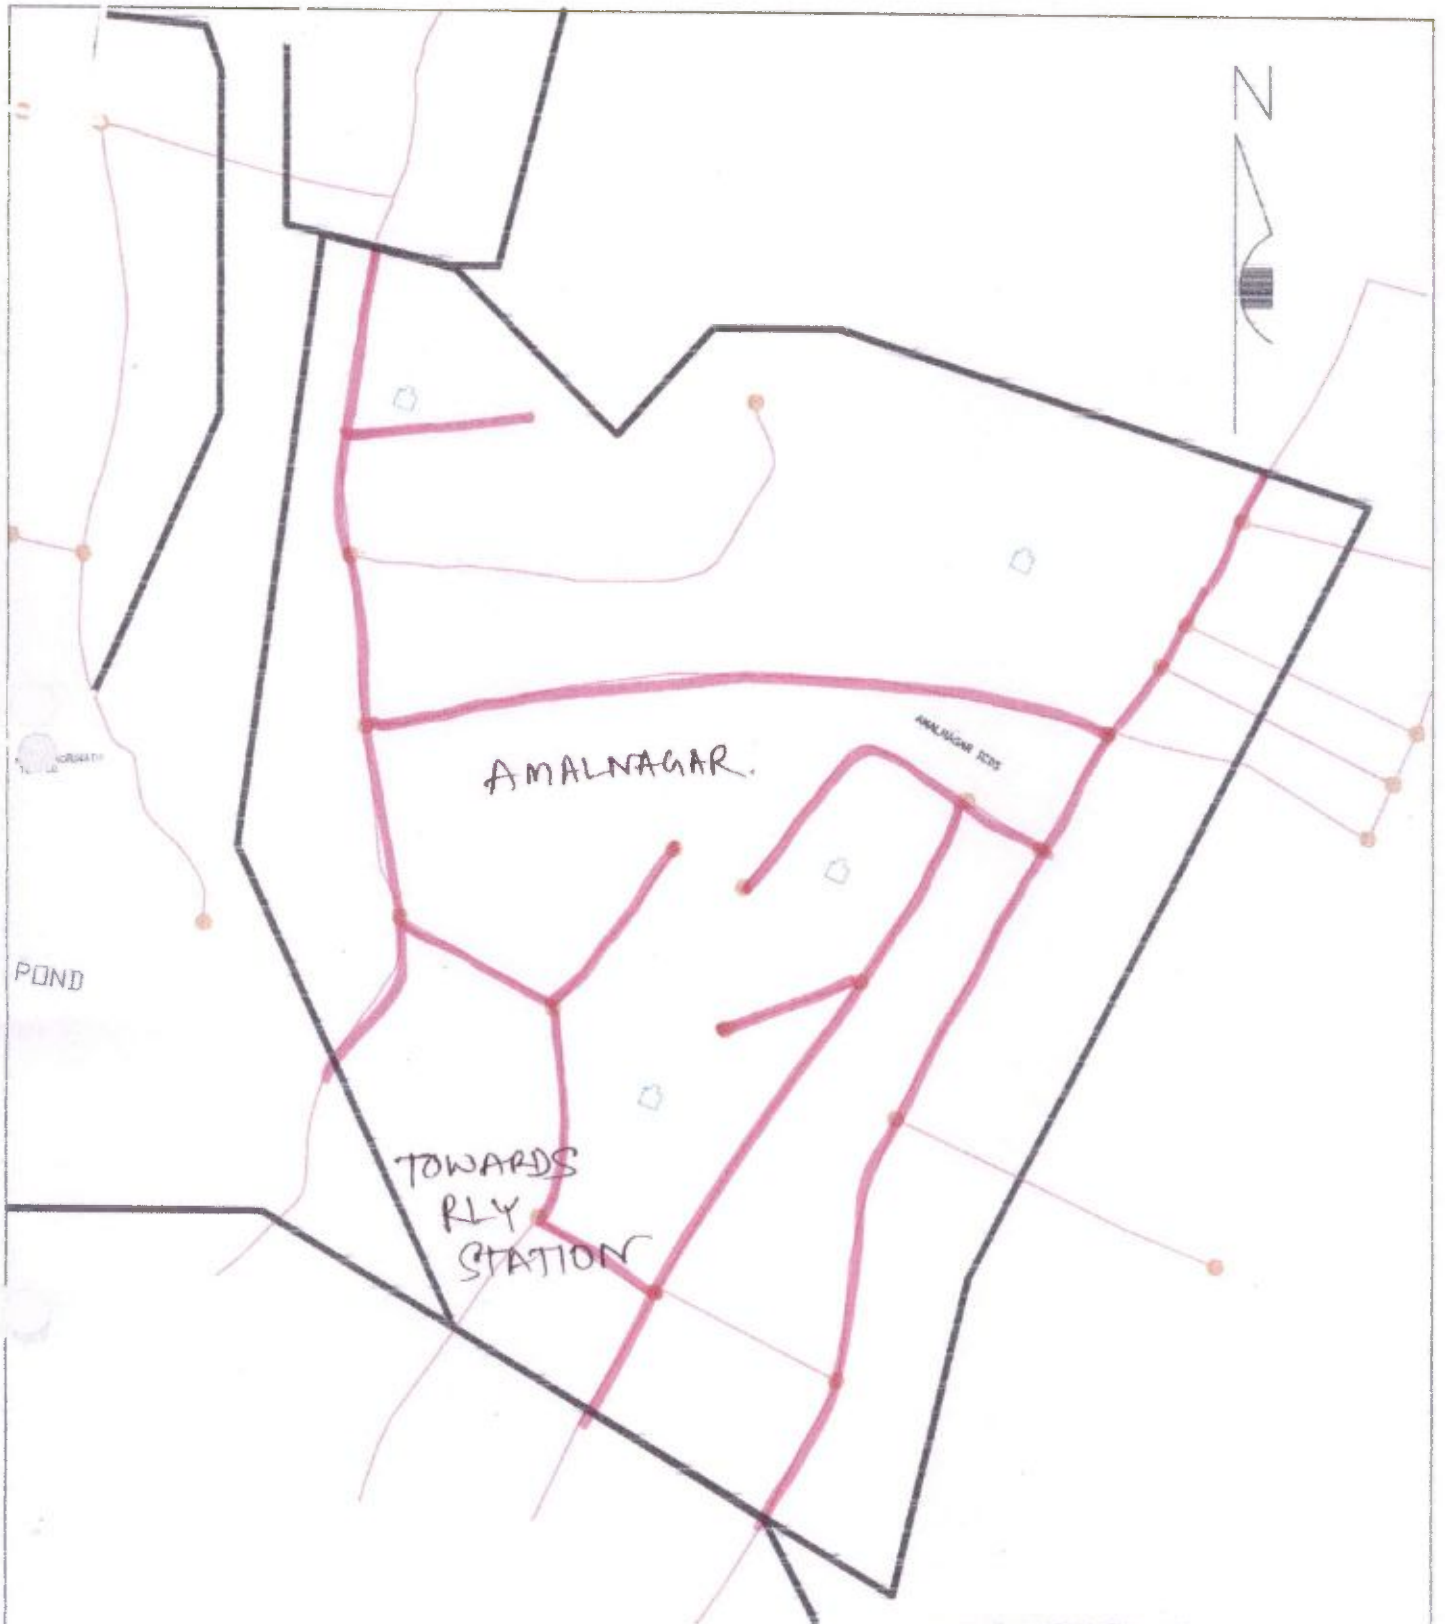 N
AMALNAGAR.
AMALNAGAR ICDS
POND
TOWARDS
RLY
STATION